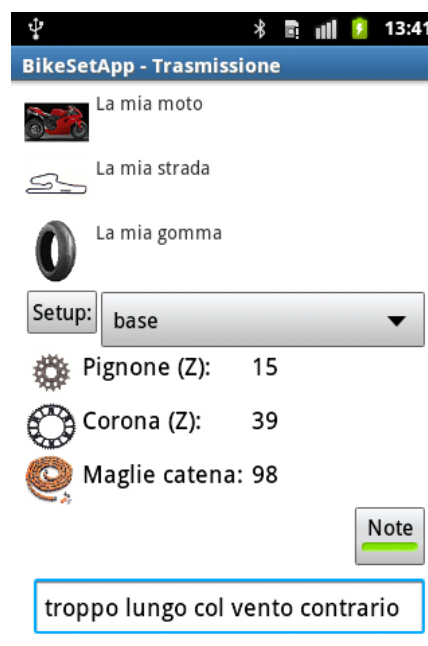 13:41
BikeSetApp - Trasmissione
La mia moto
La mia strada
La mia gomma
Setup: base
Pignone (Z): 15
Corona (Z): 39
Maglie catena: 98
Note
troppo lungo col vento contrario